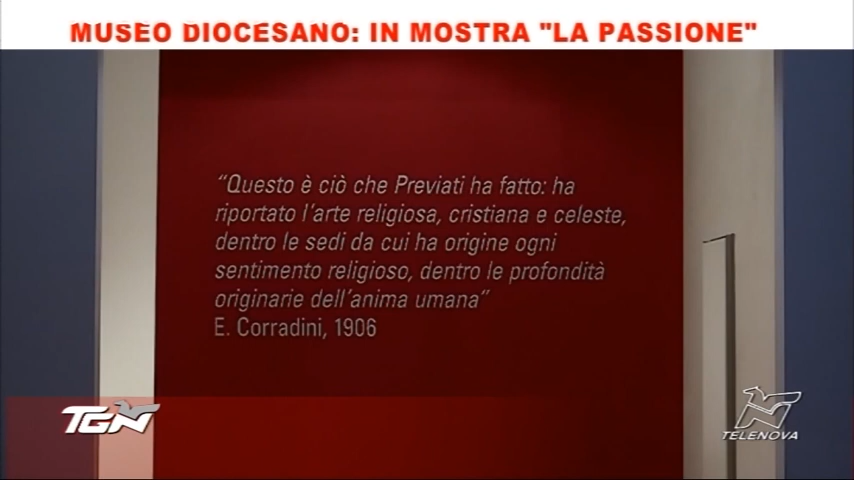 MUSEO DIOCESANO: IN MOSTRA "LA PASSIONE"
“Questo è ciò che Previati ha fatto: ha
riportato l’arte religiosa, cristiana e celeste,
dentro le sedi da cui ha origine ogni
sentimento religioso, dentro le profondità
originarie dell’anima umana”
E. Corradini, 1906
TGN
TELENOVA